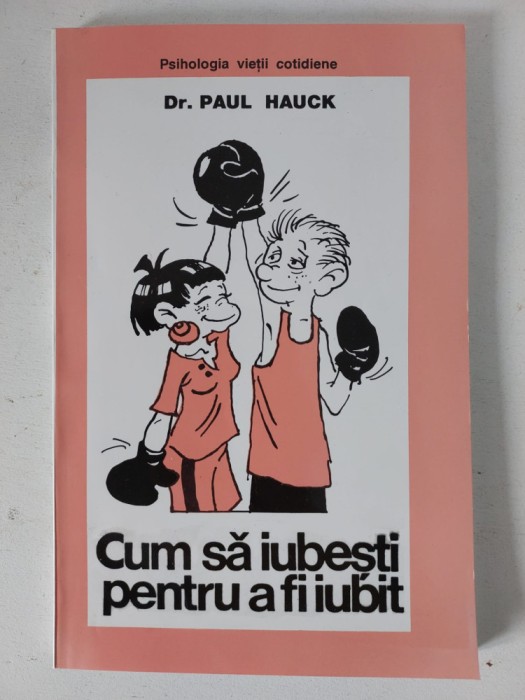 Psihologia vieții cotidiene
Dr. PAUL HAUCK
Cum să iubești
pentru a fi iubit